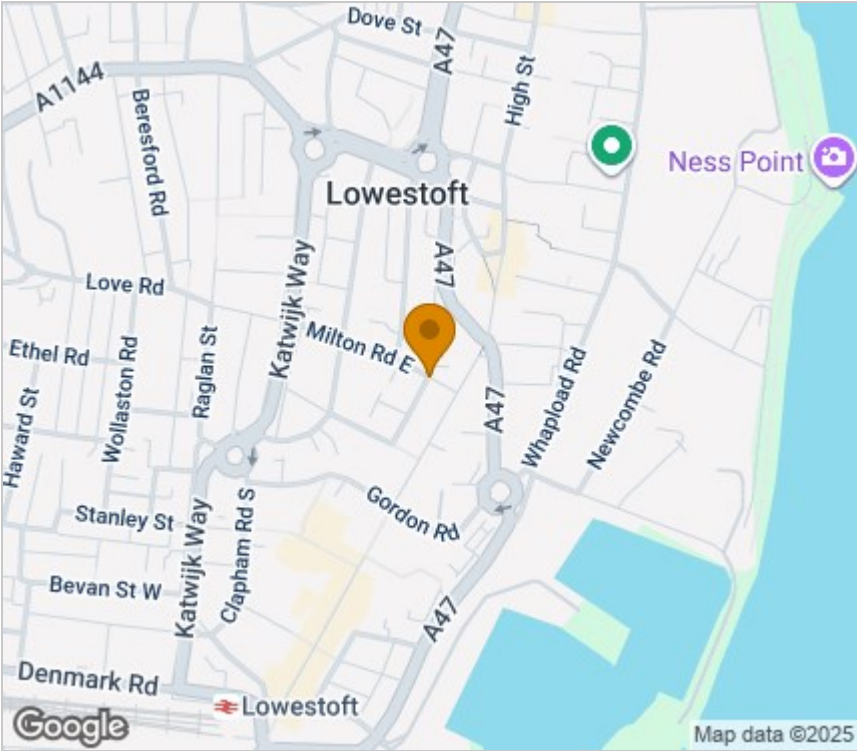 Dove St
A47
A1144
High St
Beresford Rd
Ness Point
Lowestoft
Katwijk Way
A47
Love Rd
Milton Rd E
Raglan St
Ethel Rd
Wollaston Rd
Haward St
A47
Whapload Rd
Newcombe Rd
Gordon Rd
Stanley St
Clapham Rd S
Katwijk Way
Bevan St W
A47
Denmark Rd
Lowestoft
Google
Map data ©2025